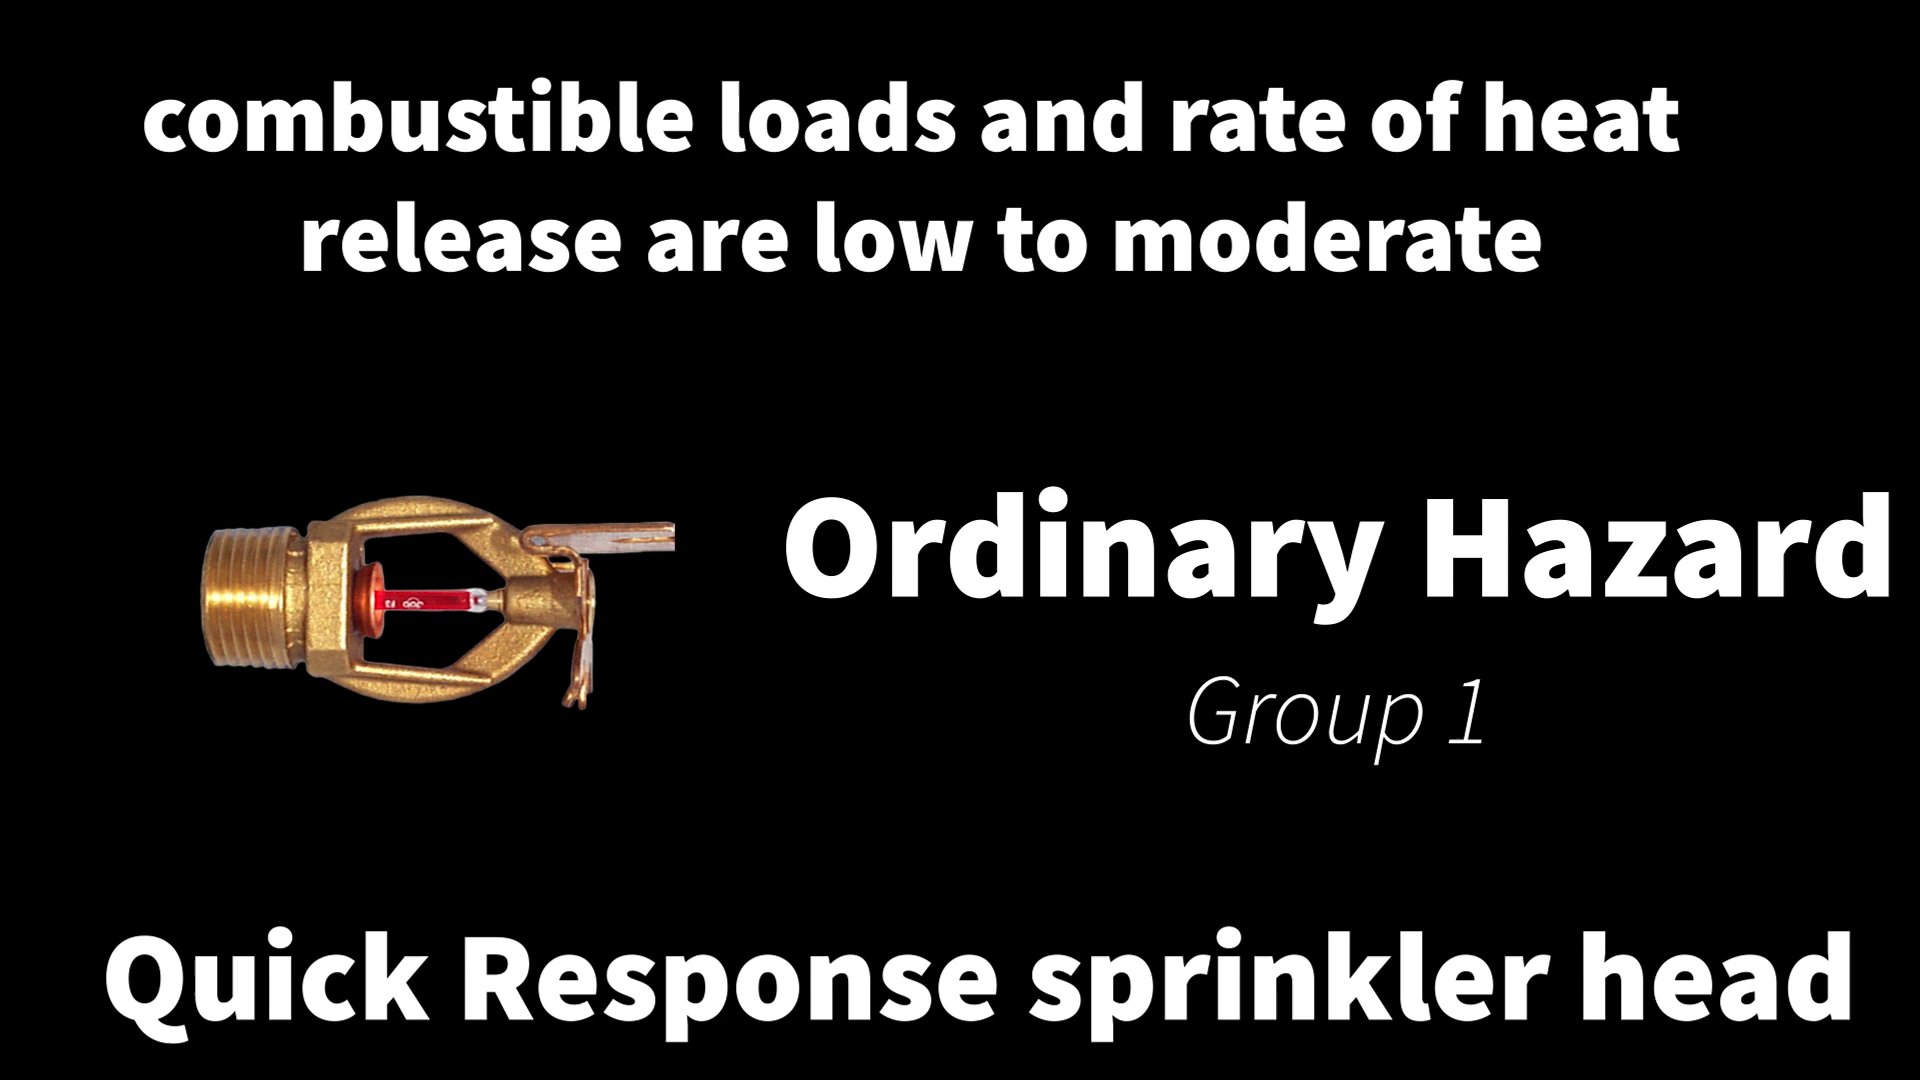 combustible loads and rate of heat
release are low to moderate
Ordinary Hazard
Group 1
Quick Response sprinkler head